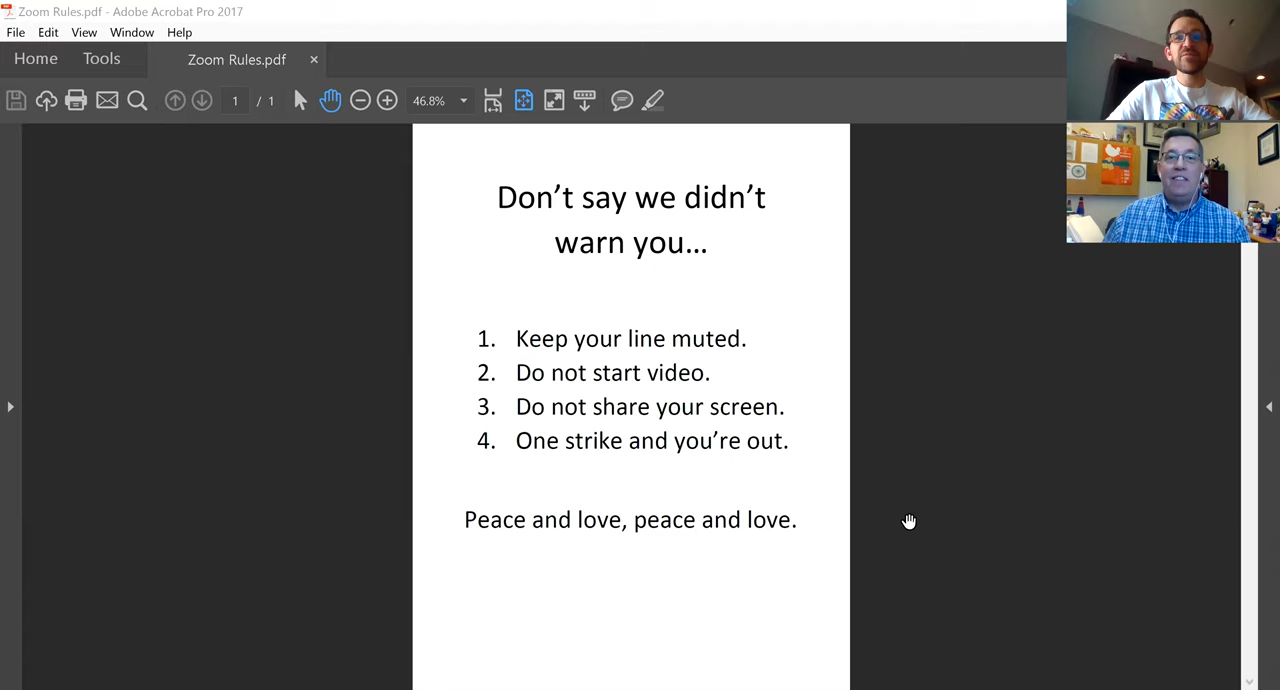 Zoom Rules.pdf - Adobe Acrobat Pro 2017
File Edit View Window Help
Home Tools Zoom Rules.pdf ×
1 / 1 46.8%
Don’t say we didn’t
warn you…
1. Keep your line muted.
2. Do not start video.
3. Do not share your screen.
4. One strike and you’re out.
Peace and love, peace and love.